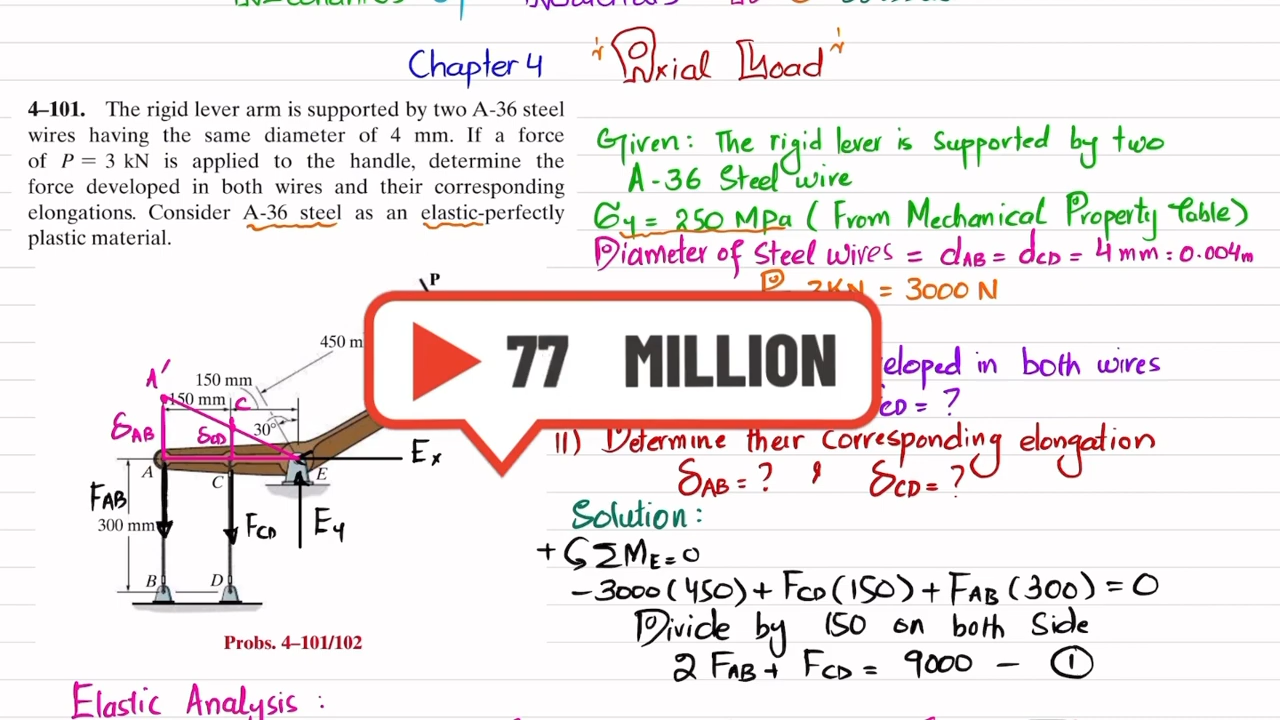 Chapter 4 Axial Load
4–101. The rigid lever arm is supported by two A-36 steel
wires having the same diameter of 4 mm. If a force
of P = 3 kN is applied to the handle, determine the
force developed in both wires and their corresponding
elongations. Consider A-36 steel as an elastic-perfectly
plastic material.
Given: The rigid lever is supported by two
A-36 Steel wire
σy = 250 MPa (From Mechanical Property Table)
Diameter of Steel wires = dAB = dCD = 4mm = 0.004m
= 3000 N
P
450 m
150 mm
150 mm
30°
A'
C'
δAB
δCD
A
C
E
Ex
Ey
FAB
FCD
300 mm
B
D
Probs. 4–101/102
77 MILLION
eloped in both wires
CD = ?
II) Determine their corresponding elongation
δAB = ? , δCD = ?
Solution:
+↺ΣME=0
-3000(450) + FCD(150) + FAB(300) = 0
Divide by 150 on both Side
2 FAB + FCD = 9000 - ①
Elastic Analysis :